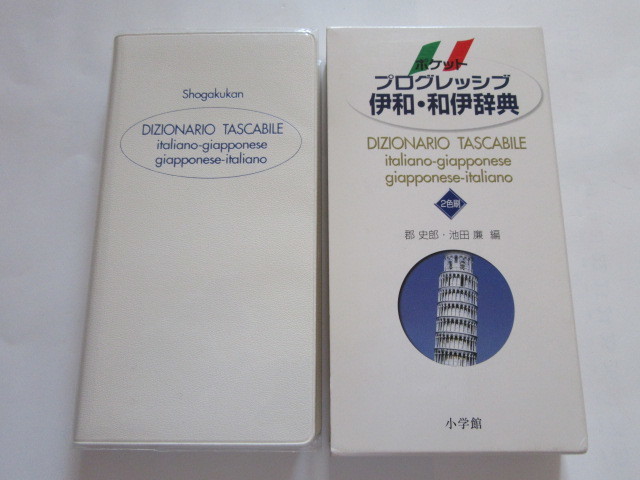 Shogakukan
DIZIONARIO TASCABILE
italiano-giapponese
giapponese-italiano
ポケット
プログレッシブ
伊和・和伊辞典
DIZIONARIO TASCABILE
italiano-giapponese
giapponese-italiano
2色刷
郡 史郎・池田 廉 編
小学館